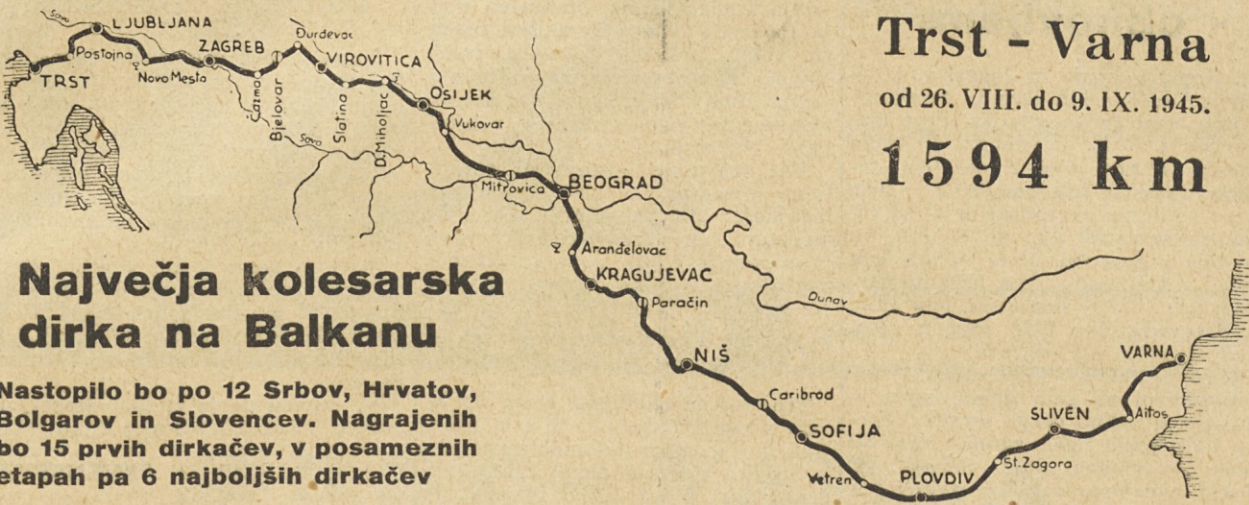 Trst - Varna
od 26. VIII. do 9. IX. 1945.
1594 km
Največja kolesarska
dirka na Balkanu
Nastopilo bo po 12 Srbov, Hrvatov,
Bolgarov in Slovencev. Nagrajenih
bo 15 prvih dirkačev, v posameznih
etapah pa 6 najboljših dirkačev
Sava
LJUBLJANA
Postojna
TRST
Novo Mesto
ZAGREB
Čazma
Bjelovar
Đurđevac
VIROVITICA
Slatina
D. Miholjac
OSIJEK
Vukovar
Sava
Mitrovica
BEOGRAD
Aranđelovac
KRAGUJEVAC
Paračin
Dunav
NIŠ
Caribrod
SOFIJA
Vetren
PLOVDIV
St. Zagora
SLIVEN
Aitos
VARNA